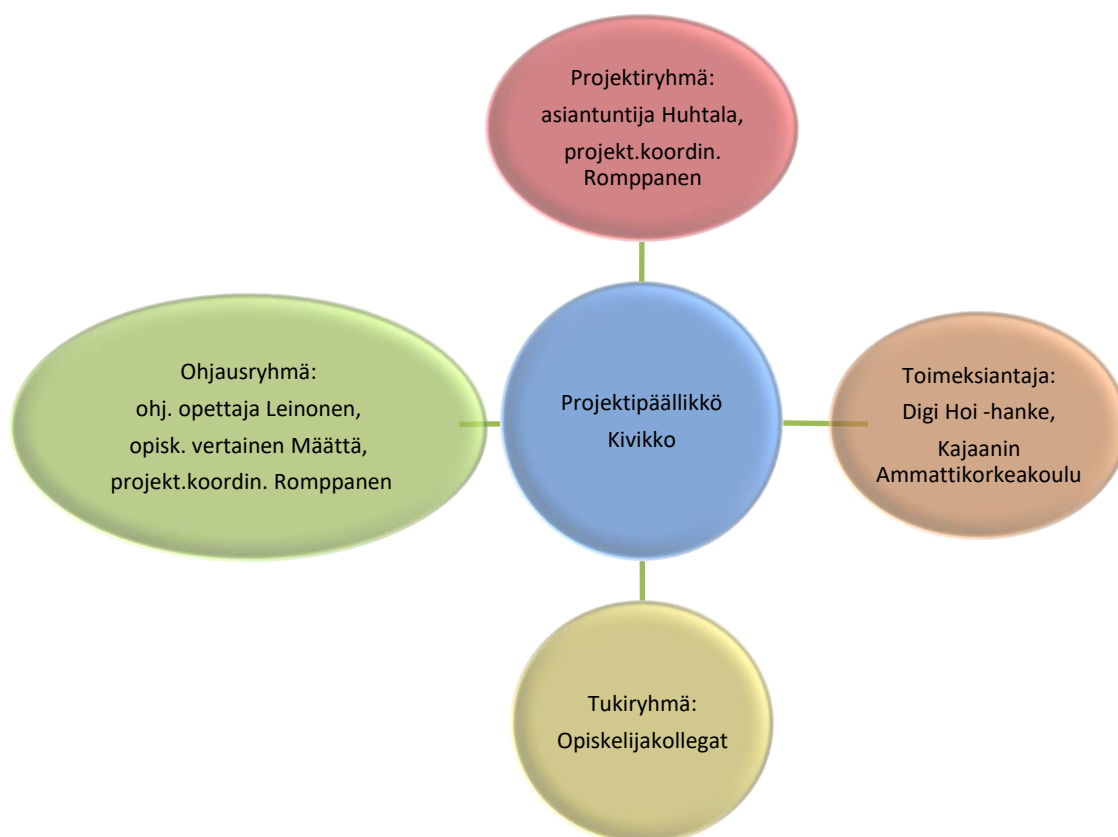 Projektiryhmä:
asiantuntija Huhtala,
projekt.koordin.
Romppanen
Ohjausryhmä:
ohj. opettaja Leinonen,
opisk. vertainen Määttä,
projekt.koordin. Romppanen
Projektipäällikkö
Kivikko
Toimeksiantaja:
Digi Hoi -hanke,
Kajaanin
Ammattikorkeakoulu
Tukiryhmä:
Opiskelijakollegat